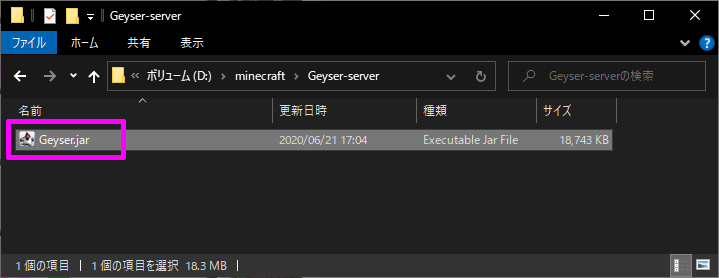 Geyser-server
ファイル ホーム 共有 表示
« ボリューム (D:) › minecraft › Geyser-server Geyser-serverの検索
名前 更新日時 種類 サイズ
Geyser.jar 2020/06/21 17:04 Executable Jar File 18,743 KB
1 個の項目 1 個の項目を選択 18.3 MB